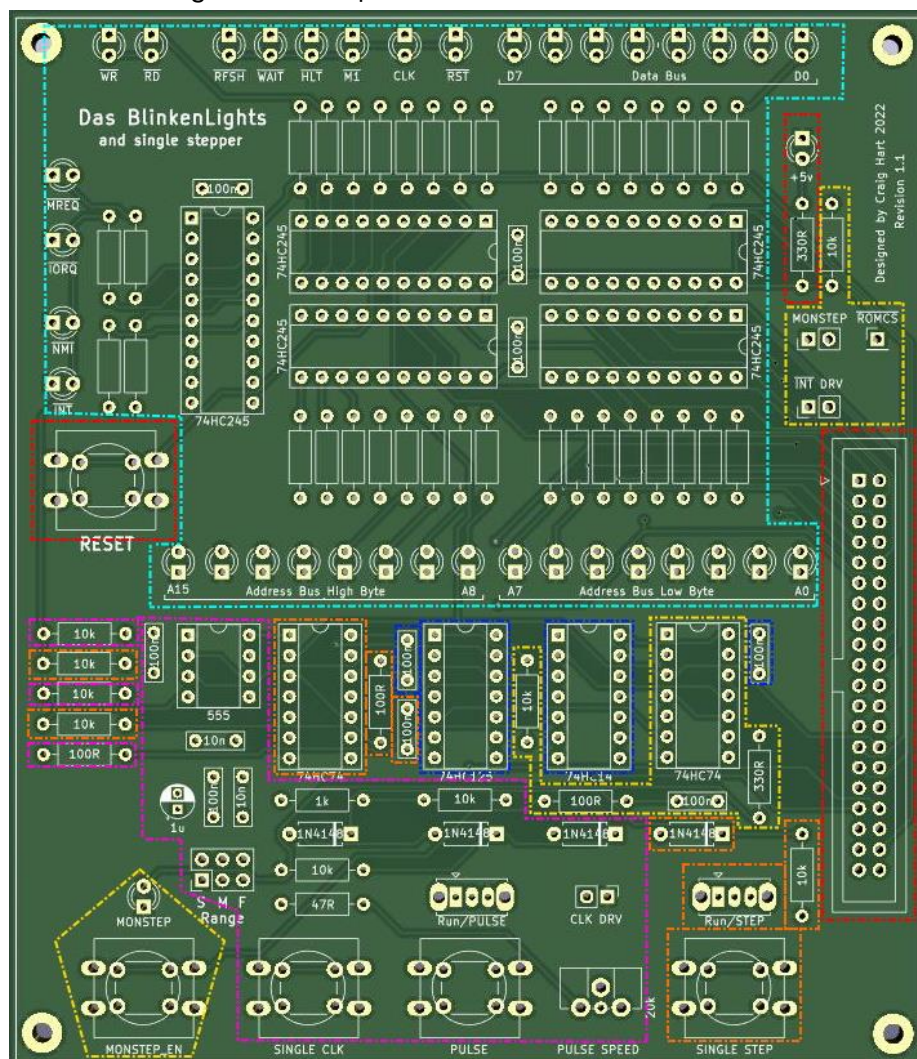 WR RD RFSH WAIT HLT M1 CLK RST D7 Data Bus D0
Das BlinkenLights
and single stepper
+5v
Designed by Craig Hart 2022
Revision 1.1
100n
MREQ
IORQ
NMI
INT
74HC245
74HC245
74HC245
100n
330R
10k
MONSTEP ROMCS
74HC245
74HC245
100n
INT DRV
RESET
A15 Address Bus High Byte A8 A7 Address Bus Low Byte A0
10k
10k
10k
10k
100R
100n
555
10n
74HC74
100R
100n
100n
74HC125
10k
74HC14
74HC74
100n
330R
1u
100n
10n
1k
10k
100R
100n
1N4148
1N4148
1N4148
1N4148
10k
10k
47R
S M F
Range
MONSTEP
Run/PULSE
CLK DRV
Run/STEP
20k
MONSTEP_EN SINGLE CLK PULSE PULSE SPEED SINGLE STEP